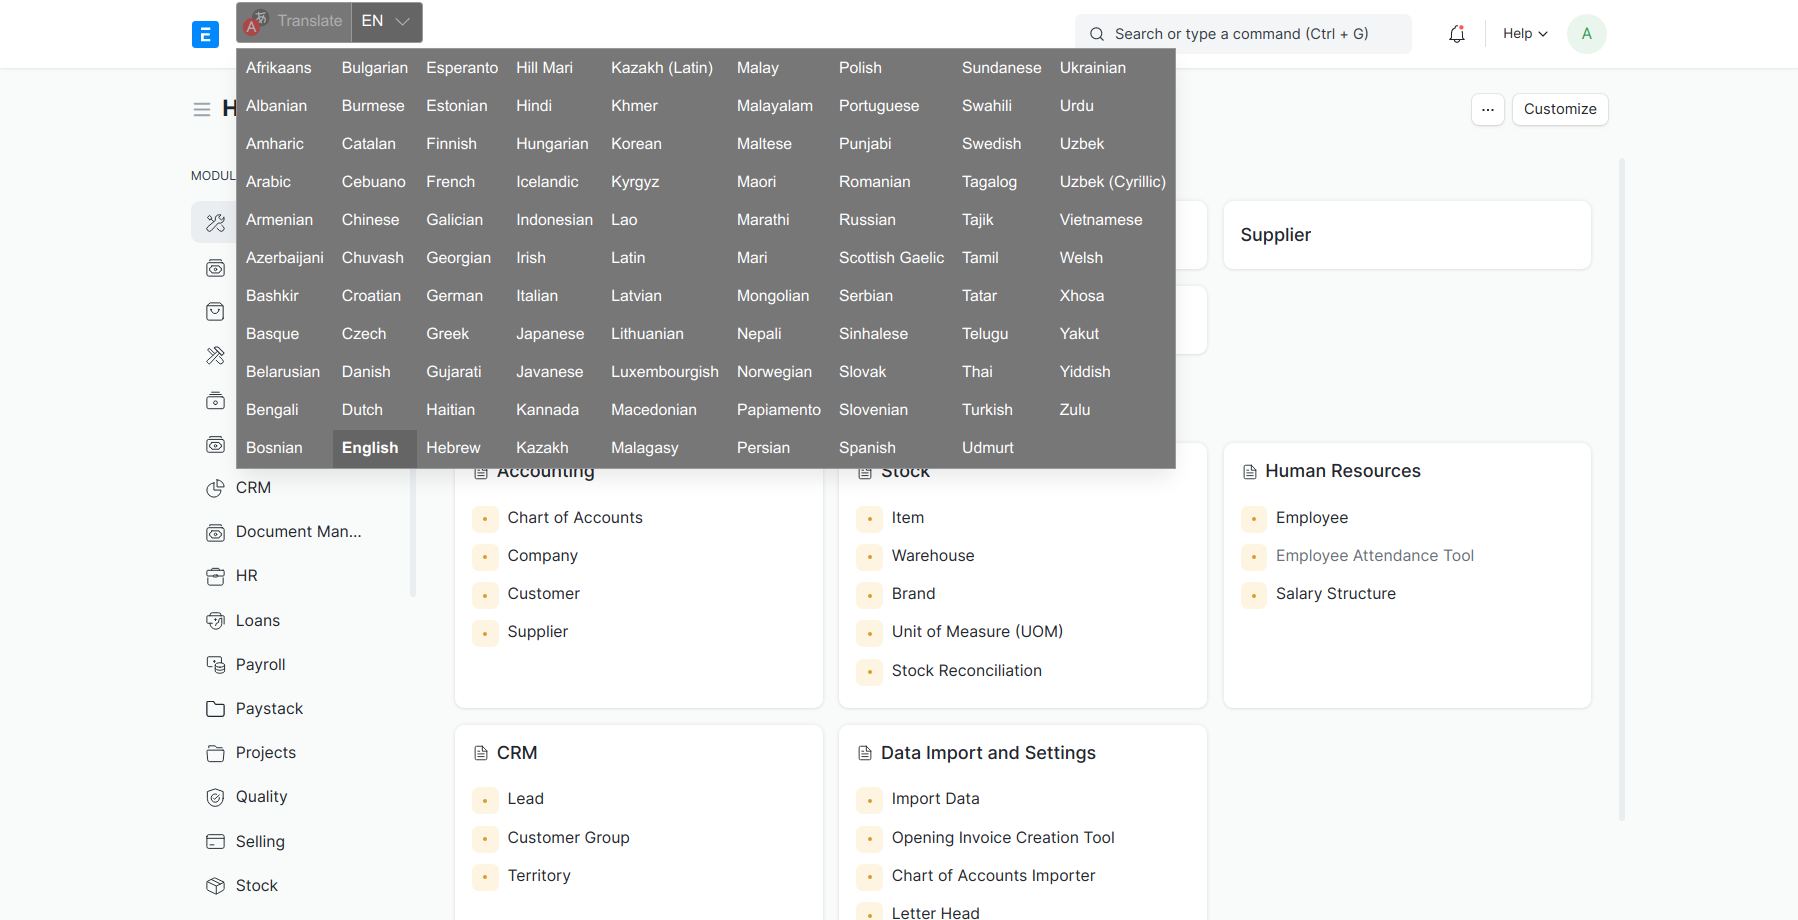 E
A Translate EN
Search or type a command (Ctrl + G)
Help
A
Afrikaans Bulgarian Esperanto Hill Mari Kazakh (Latin) Malay Polish Sundanese Ukrainian
Albanian Burmese Estonian Hindi Khmer Malayalam Portuguese Swahili Urdu
Amharic Catalan Finnish Hungarian Korean Maltese Punjabi Swedish Uzbek
Arabic Cebuano French Icelandic Kyrgyz Maori Romanian Tagalog Uzbek (Cyrillic)
Armenian Chinese Galician Indonesian Lao Marathi Russian Tajik Vietnamese
Azerbaijani Chuvash Georgian Irish Latin Mari Scottish Gaelic Tamil Welsh
Bashkir Croatian German Italian Latvian Mongolian Serbian Tatar Xhosa
Basque Czech Greek Japanese Lithuanian Nepali Sinhalese Telugu Yakut
Belarusian Danish Gujarati Javanese Luxembourgish Norwegian Slovak Thai Yiddish
Bengali Dutch Haitian Kannada Macedonian Papiamento Slovenian Turkish Zulu
Bosnian English Hebrew Kazakh Malagasy Persian Spanish Udmurt
H
... Customize
MODUL
Supplier
CRM
Document Man...
HR
Loans
Payroll
Paystack
Projects
Quality
Selling
Stock
Accounting
Chart of Accounts
Company
Customer
Supplier
Stock
Item
Warehouse
Brand
Unit of Measure (UOM)
Stock Reconciliation
Human Resources
Employee
Employee Attendance Tool
Salary Structure
CRM
Lead
Customer Group
Territory
Data Import and Settings
Import Data
Opening Invoice Creation Tool
Chart of Accounts Importer
Letter Head